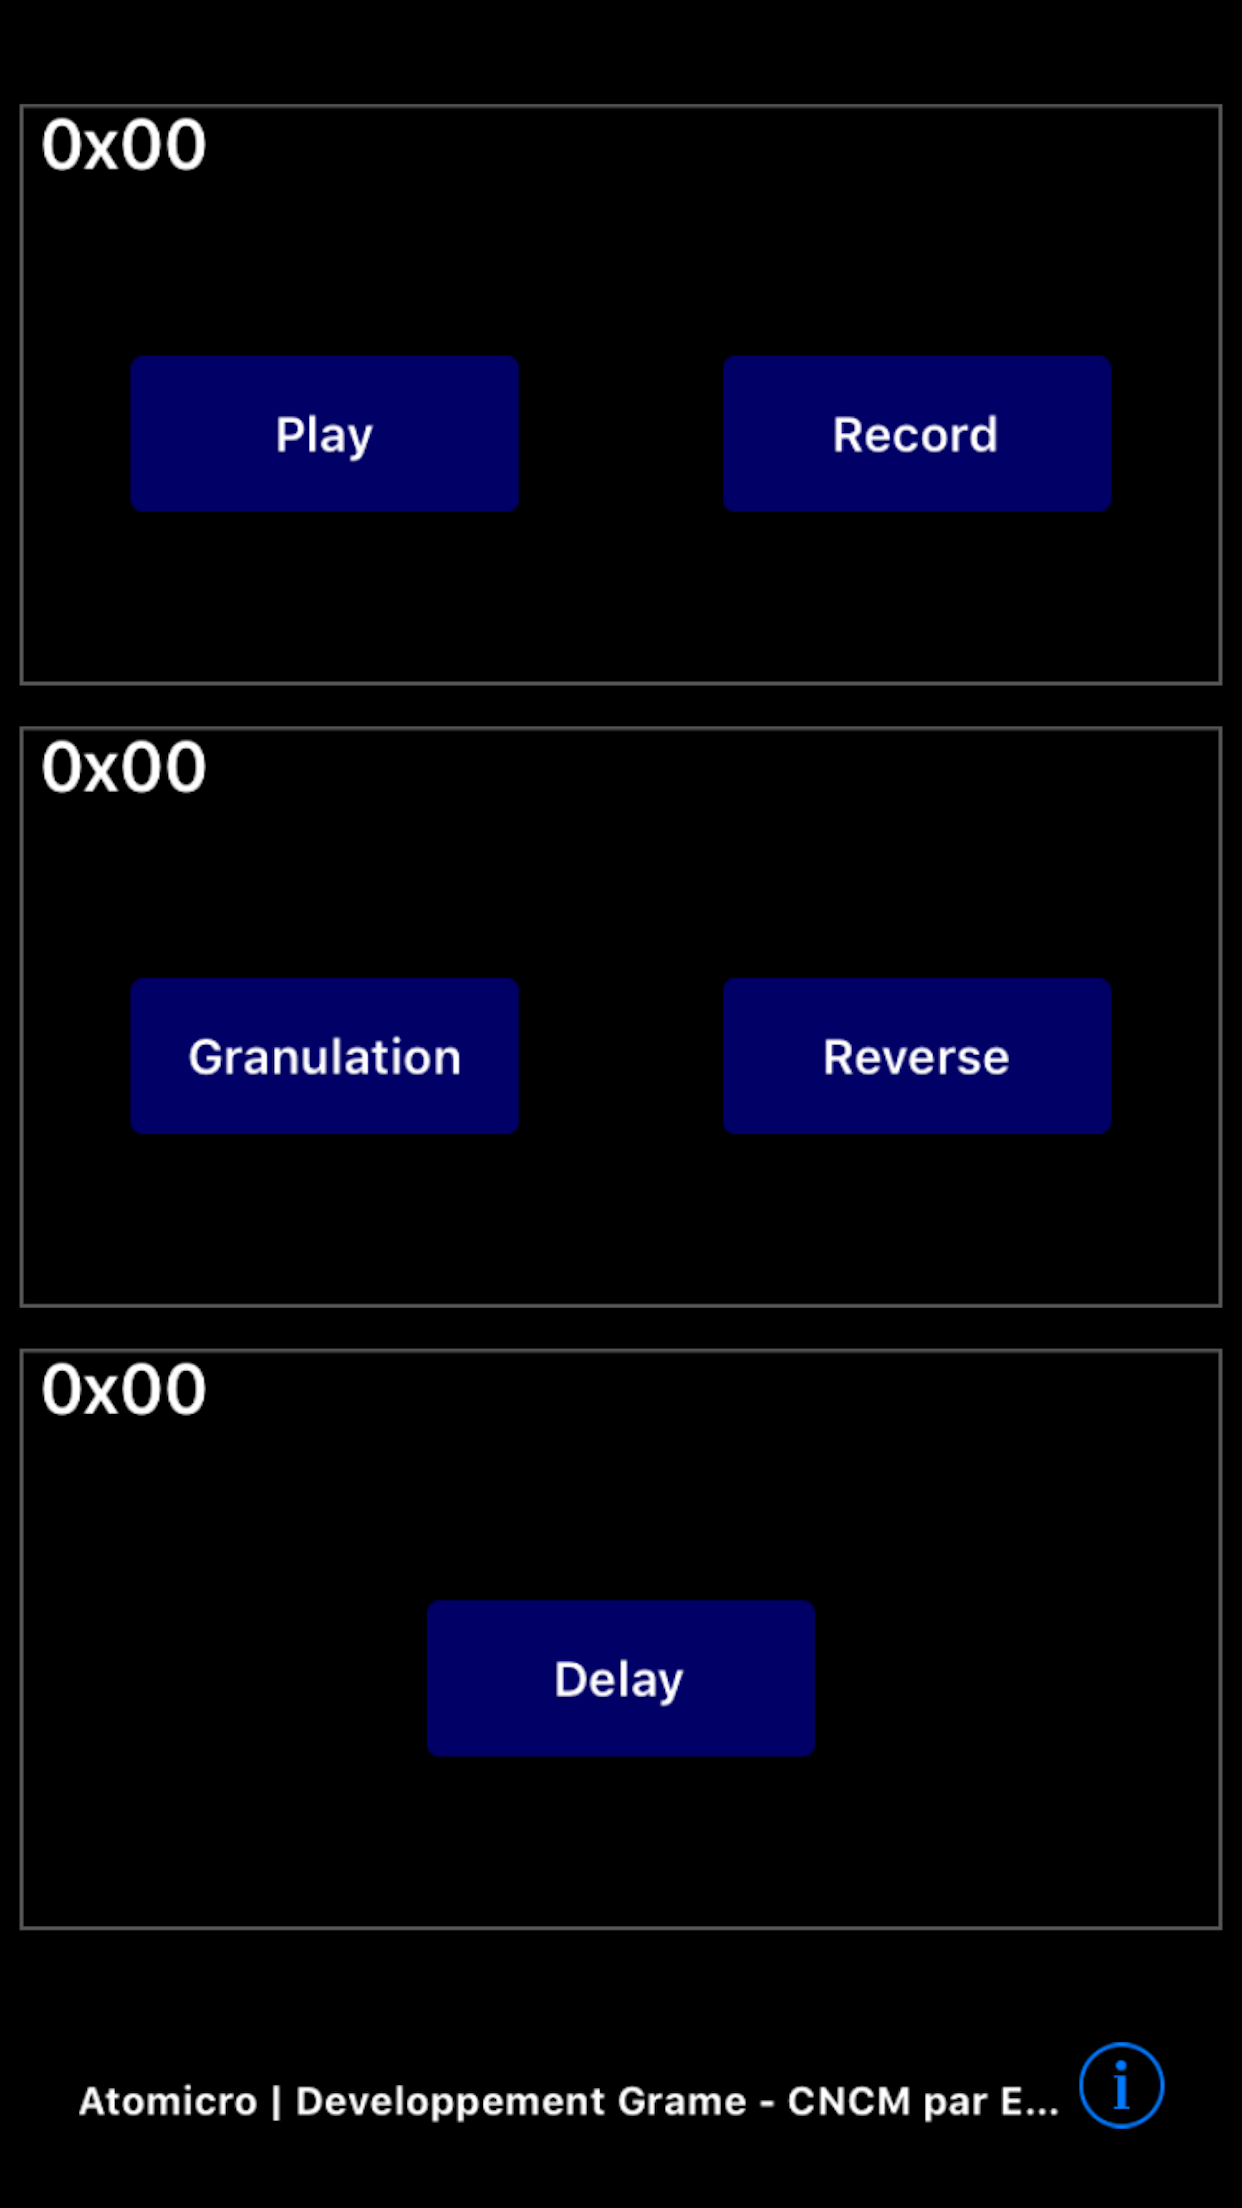 0x00
Play Record
0x00
Granulation Reverse
0x00
Delay
Atomicro | Developpement Grame - CNCM par E...
i